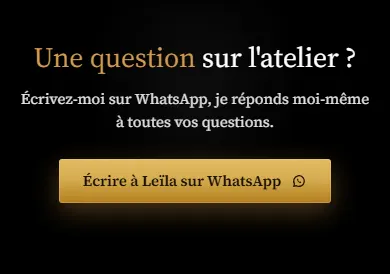 Une question sur l'atelier ?
Écrivez-moi sur WhatsApp, je réponds moi-même
à toutes vos questions.
Écrire à Leïla sur WhatsApp